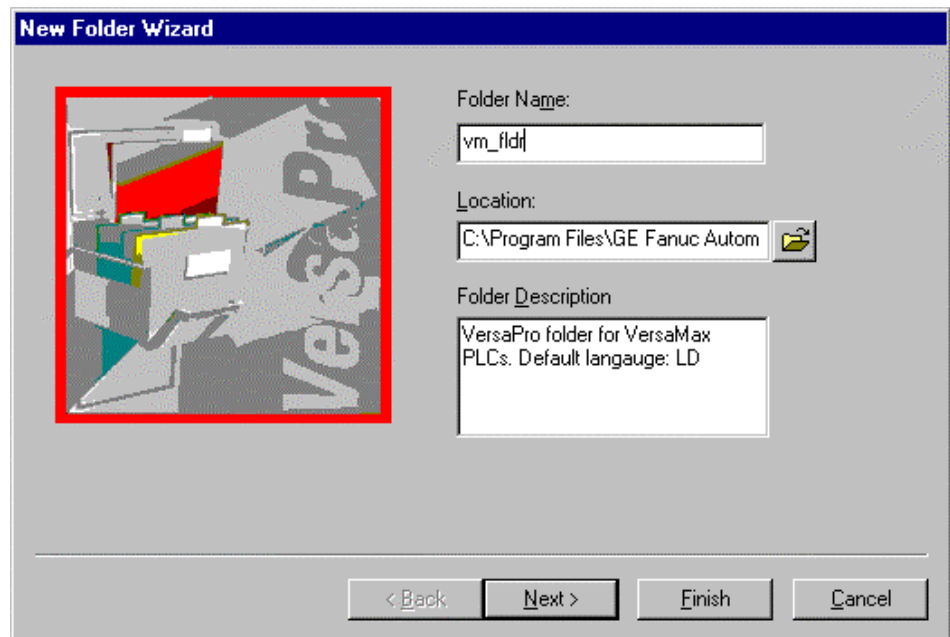 New Folder Wizard
VersaPro
Folder Name:
vm_fldr
Location:
C:\Program Files\GE Fanuc Autom
Folder Description
VersaPro folder for VersaMax
PLCs. Default langauge: LD
< Back
Next >
Finish
Cancel